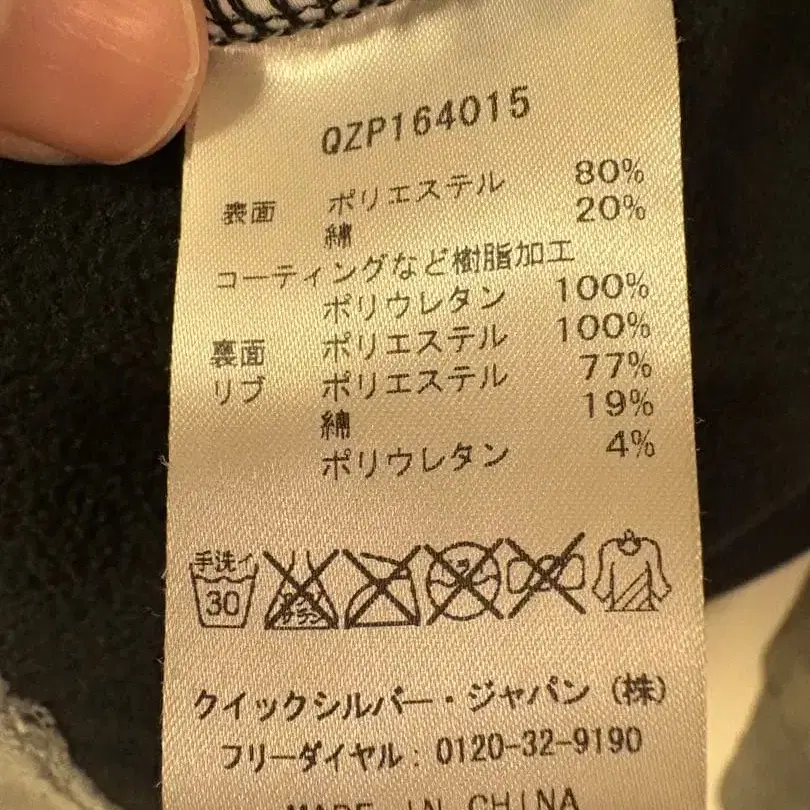 QZP164015
表面 ポリエステル 80%
綿 20%
コーティングなど樹脂加工
ポリウレタン 100%
裏面 ポリエステル 100%
リブ ポリエステル 77%
綿 19%
ポリウレタン 4%
手洗イ
30
クイックシルバー・ジャパン (株)
フリーダイヤル: 0120-32-9190
MADE IN CHINA